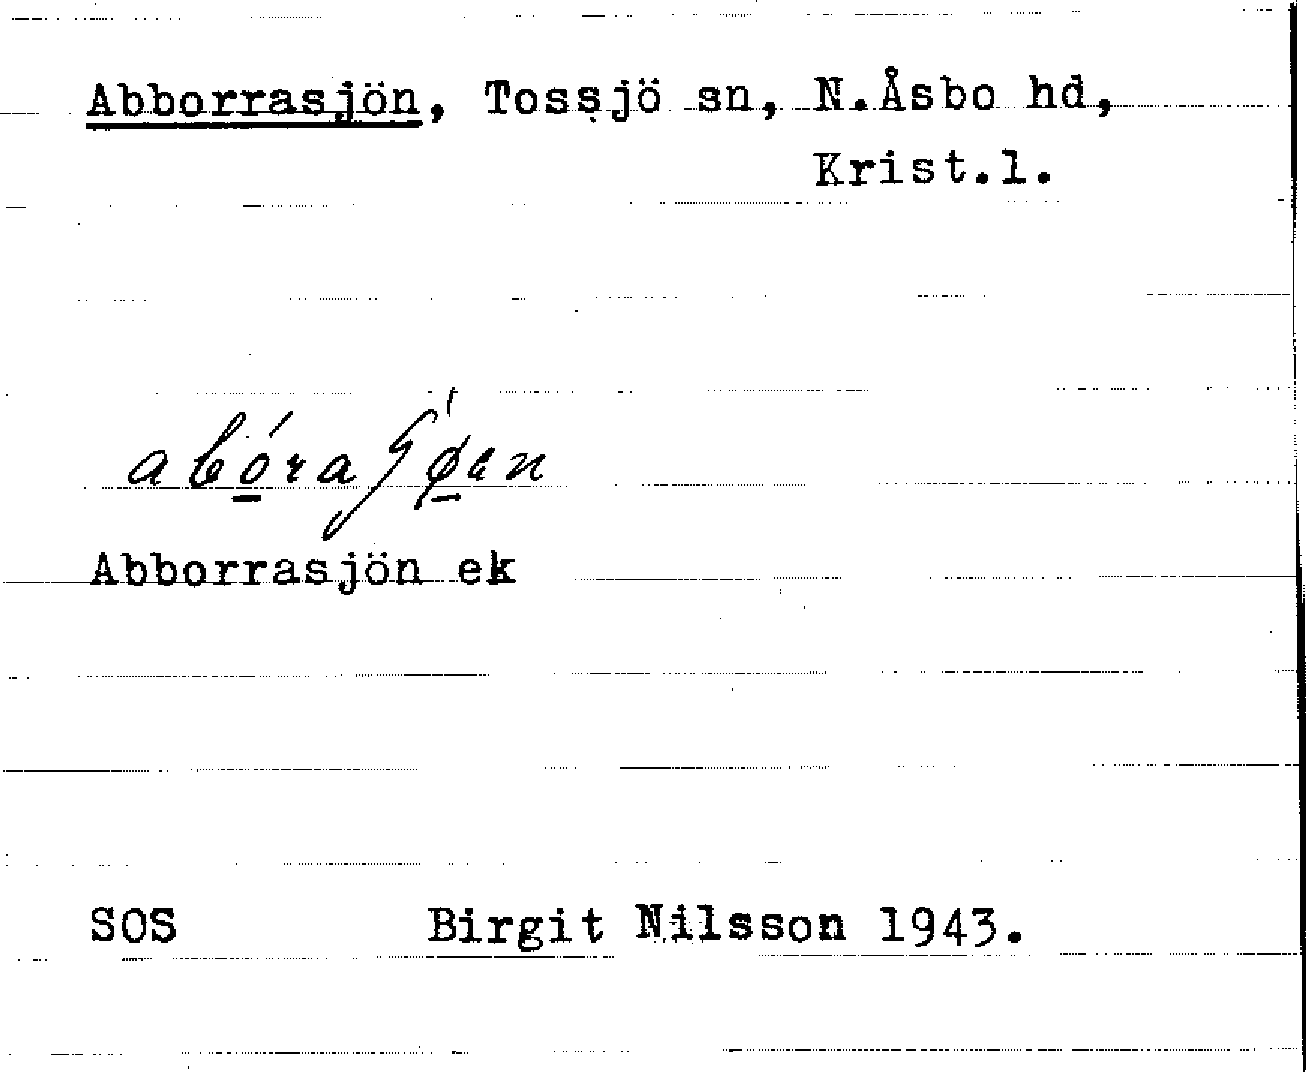 Abborrasjön, Tossjö sn, N.Åsbo hd,
Krist.l.
Abborrasjön ek
SOS Birgit Nilsson 1943.